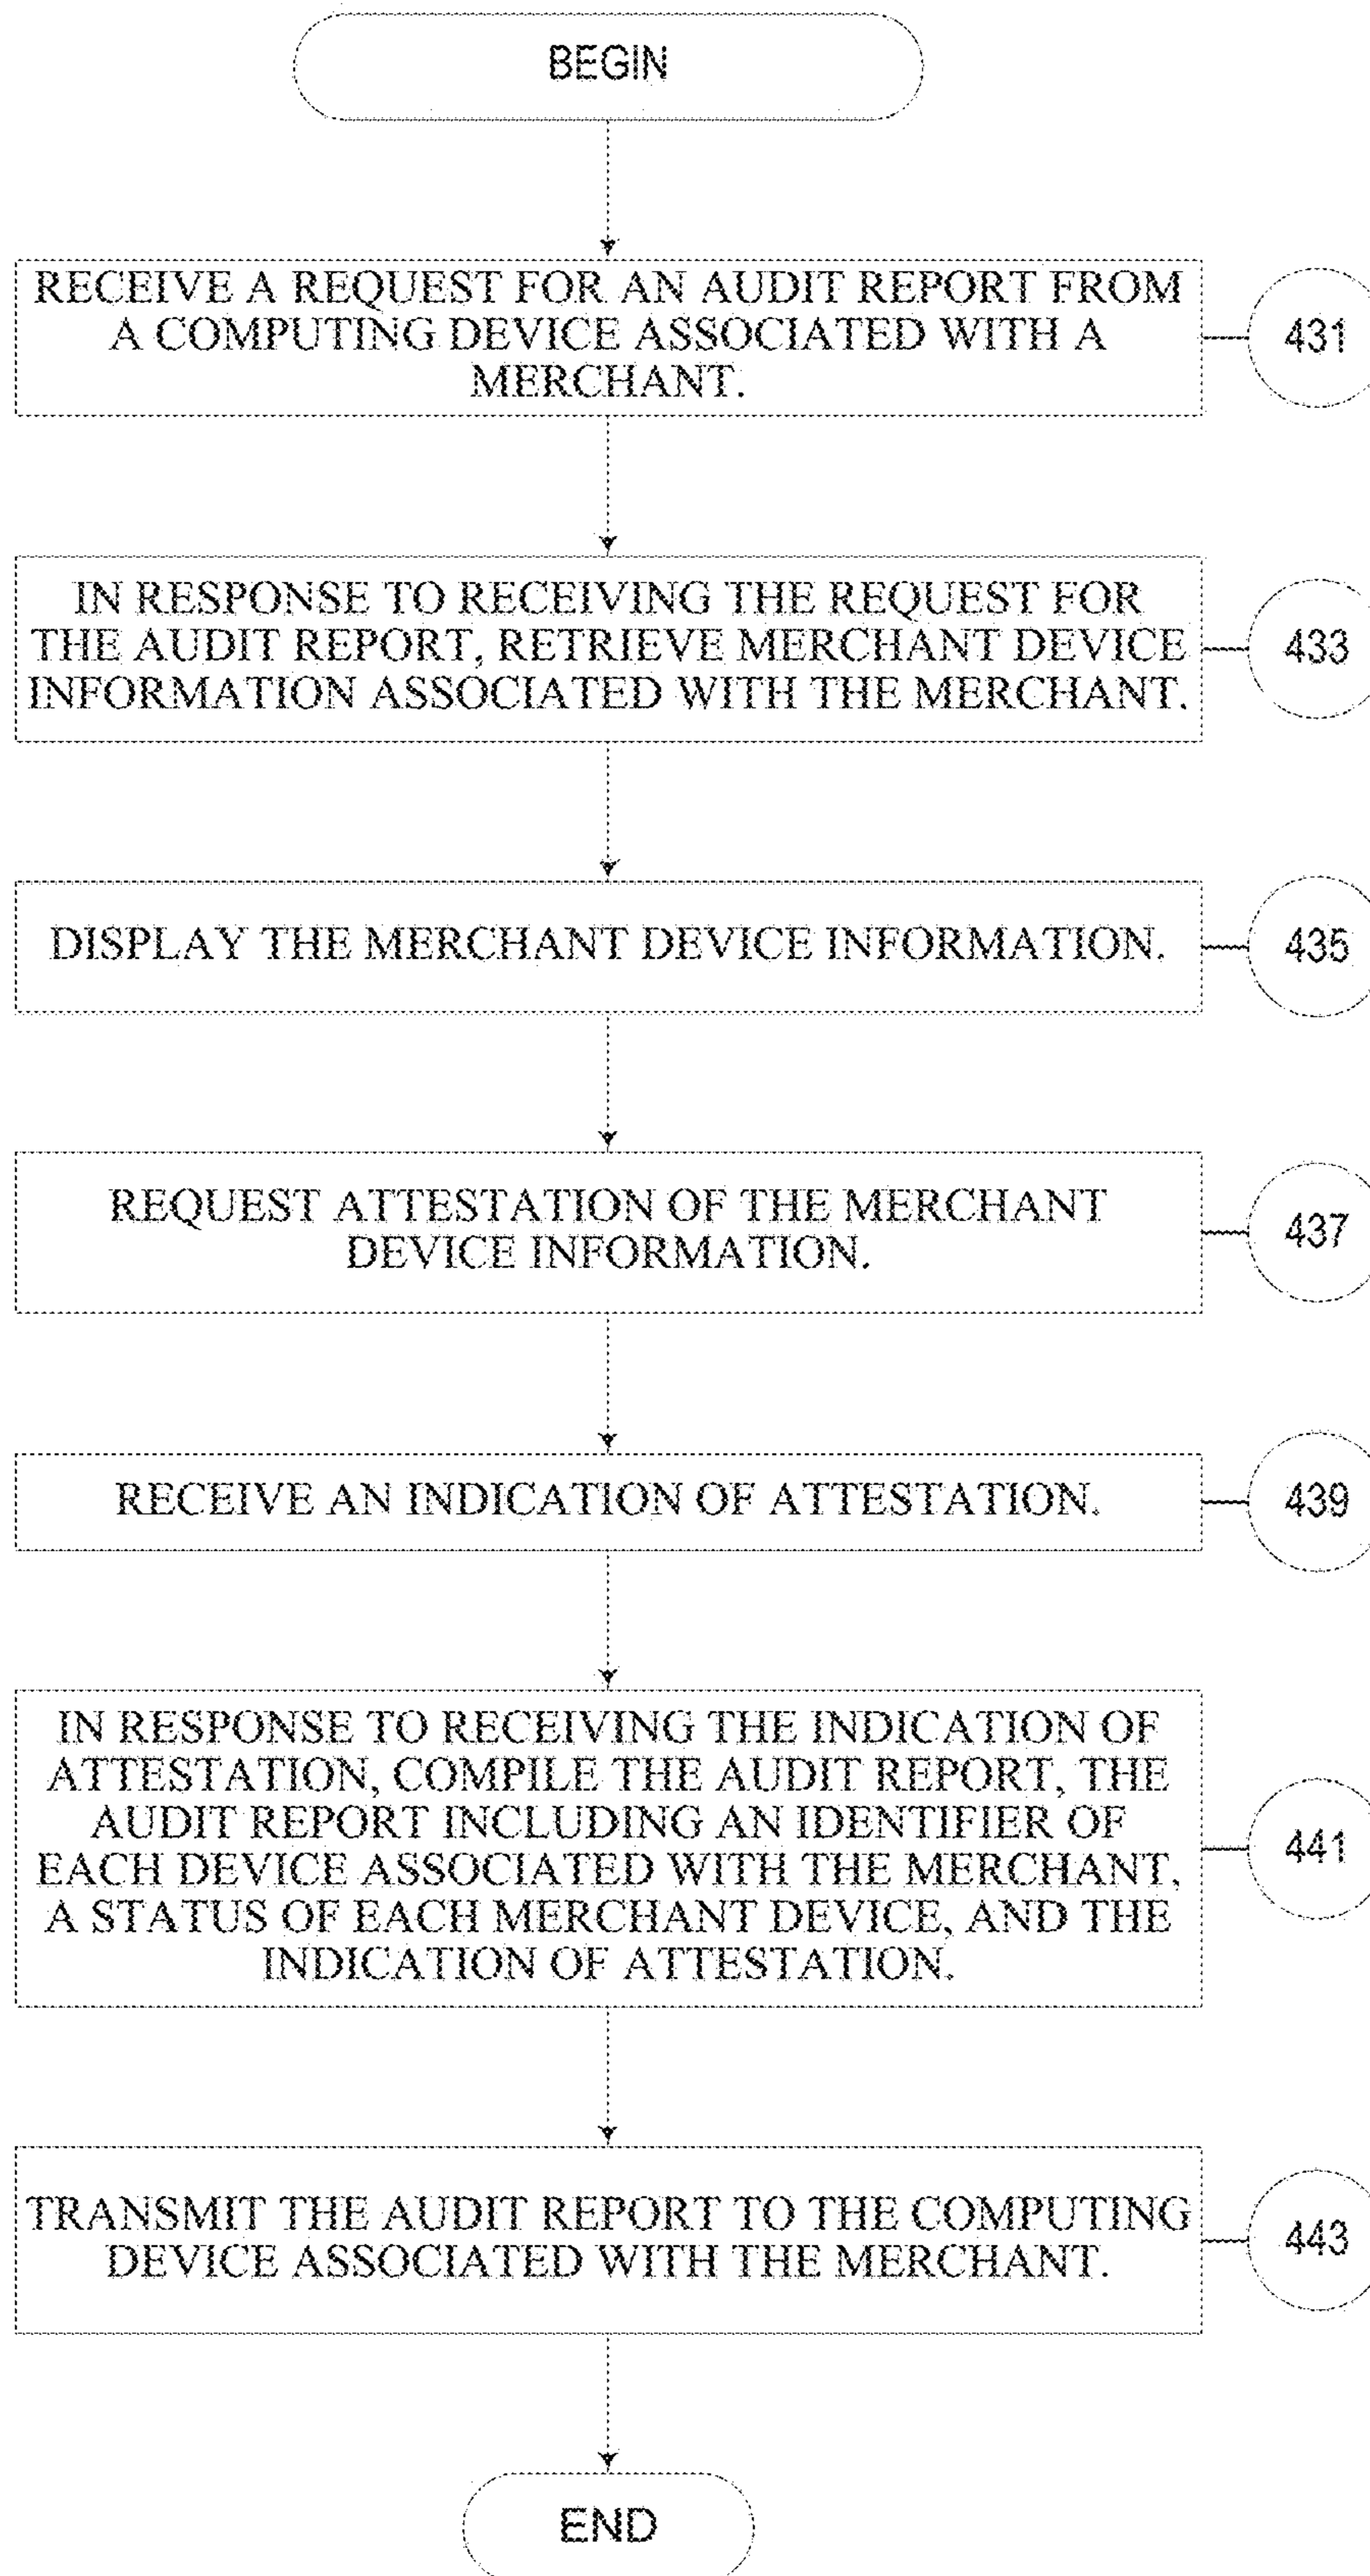 BEGIN
RECEIVE A REQUEST FOR AN AUDIT REPORT FROM
A COMPUTING DEVICE ASSOCIATED WITH A
MERCHANT.
431
IN RESPONSE TO RECEIVING THE REQUEST FOR
THE AUDIT REPORT, RETRIEVE MERCHANT DEVICE
INFORMATION ASSOCIATED WITH THE MERCHANT.
433
DISPLAY THE MERCHANT DEVICE INFORMATION.
435
REQUEST ATTESTATION OF THE MERCHANT
DEVICE INFORMATION.
437
RECEIVE AN INDICATION OF ATTESTATION.
439
IN RESPONSE TO RECEIVING THE INDICATION OF
ATTESTATION, COMPILE THE AUDIT REPORT, THE
AUDIT REPORT INCLUDING AN IDENTIFIER OF
EACH DEVICE ASSOCIATED WITH THE MERCHANT,
A STATUS OF EACH MERCHANT DEVICE, AND THE
INDICATION OF ATTESTATION.
441
TRANSMIT THE AUDIT REPORT TO THE COMPUTING
DEVICE ASSOCIATED WITH THE MERCHANT.
443
END